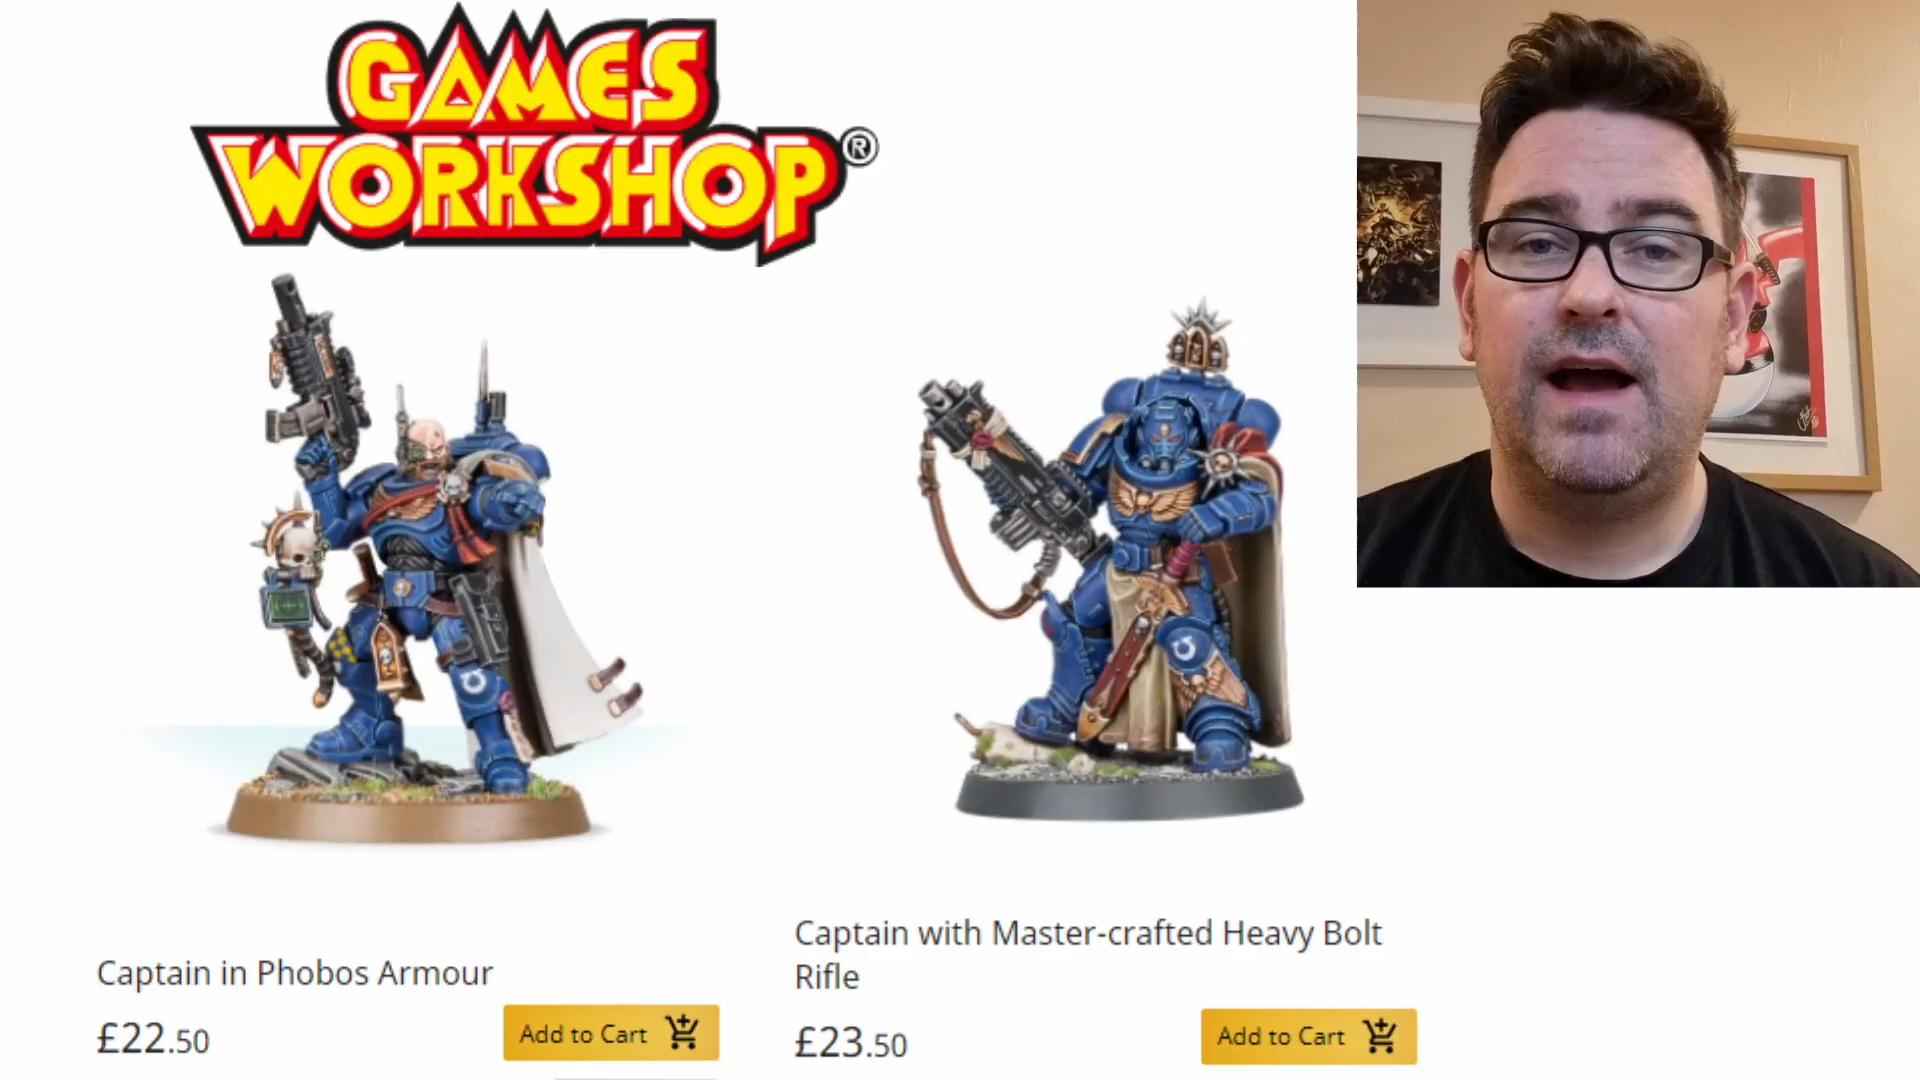 GAMES
WORKSHOP®
Captain in Phobos Armour
£22.50
Add to Cart
Captain with Master-crafted Heavy Bolt
Rifle
£23.50
Add to Cart